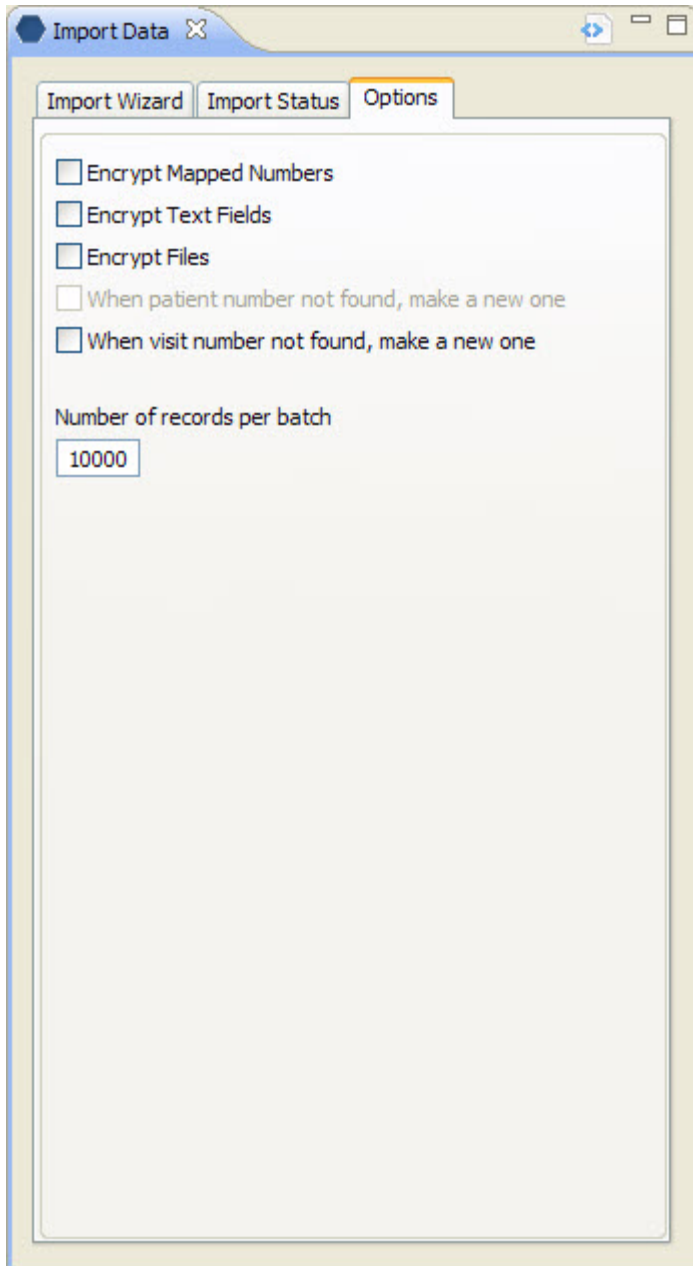 Import Data
Import Wizard Import Status Options
Encrypt Mapped Numbers
Encrypt Text Fields
Encrypt Files
When patient number not found, make a new one
When visit number not found, make a new one
Number of records per batch
10000